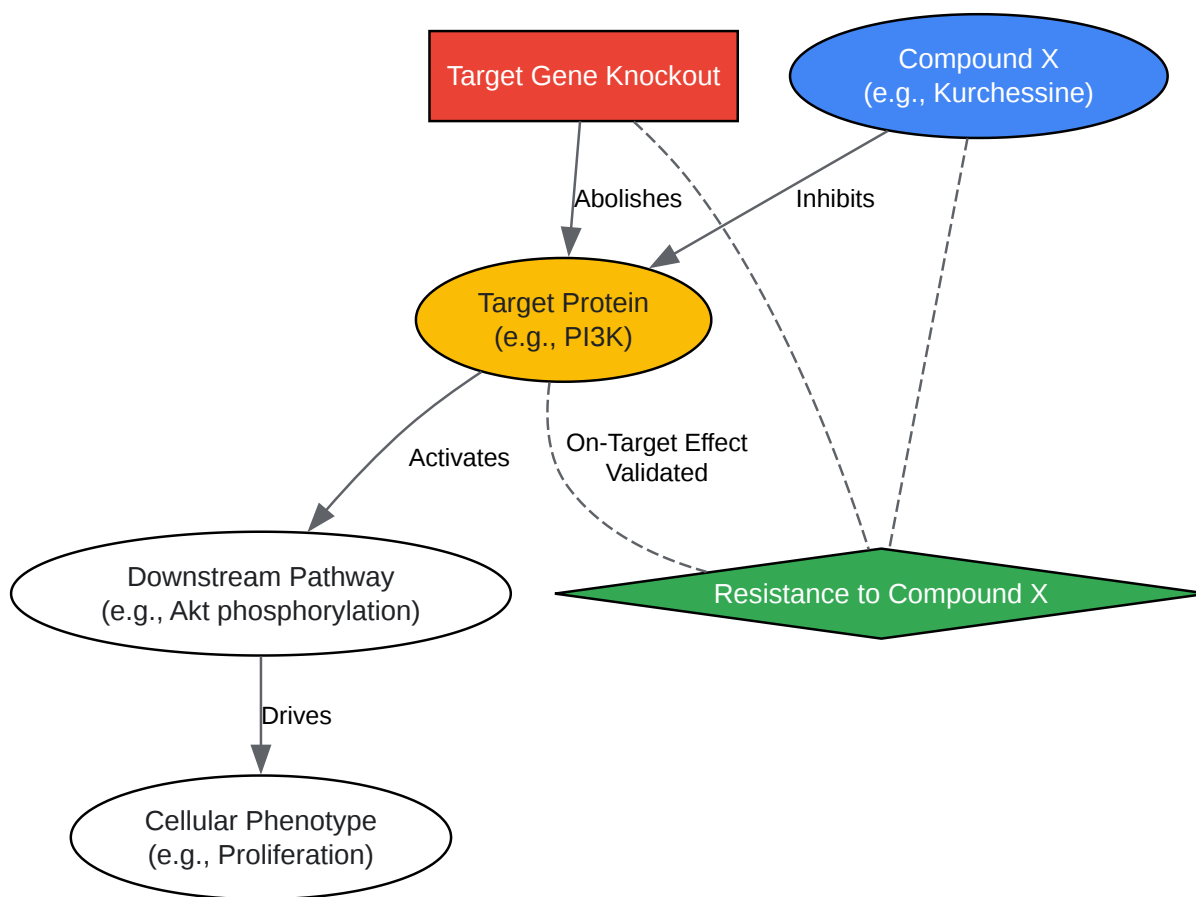 Target Gene Knockout
Compound X
(e.g., Kurchessine)
Abolishes
Inhibits
Target Protein
(e.g., PI3K)
On-Target Effect
Validated
Activates
Downstream Pathway
(e.g., Akt phosphorylation)
Resistance to Compound X
Drives
Cellular Phenotype
(e.g., Proliferation)